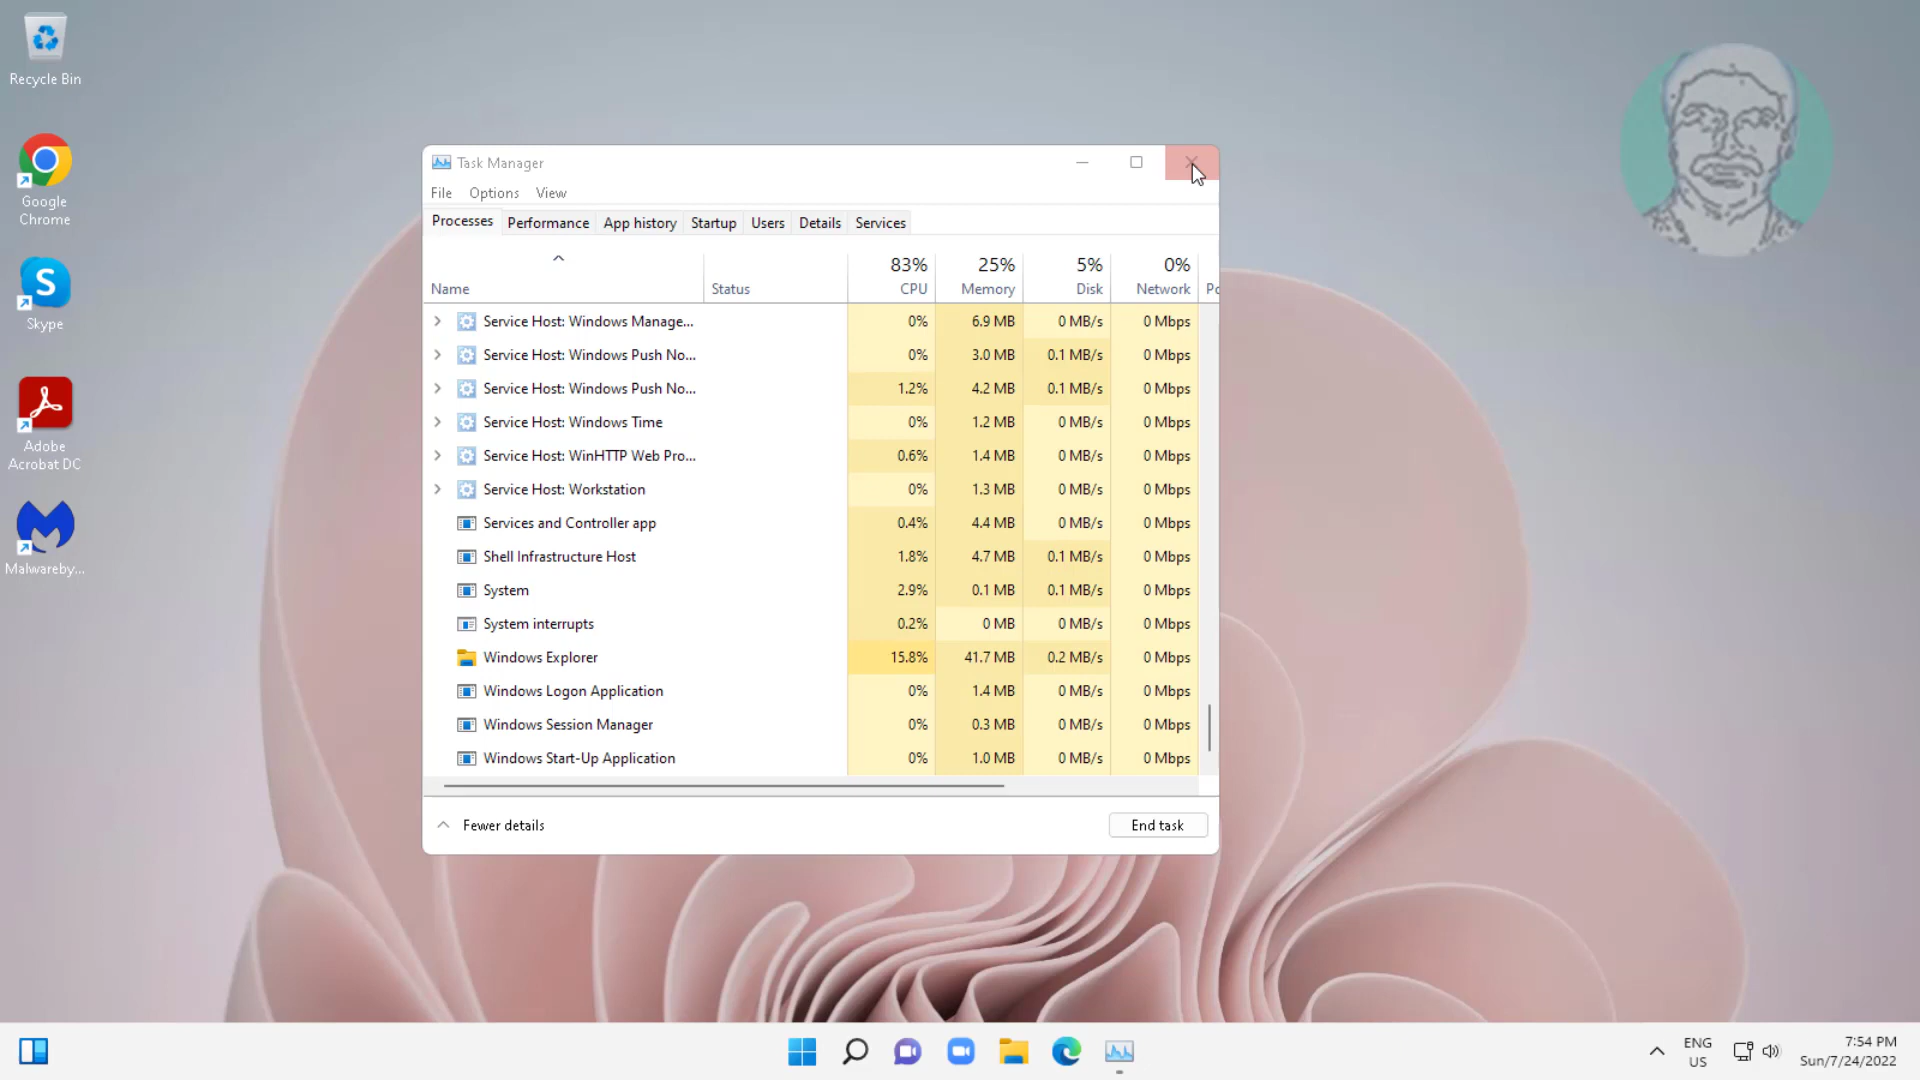 Recycle Bin
Google
Chrome
Skype
Adobe
Acrobat DC
Malwareby...
Task Manager
File Options View
Processes Performance App history Startup Users Details Services
83% 25% 5% 0%
Name Status CPU Memory Disk Network Po
Service Host: Windows Manage... 0% 6.9 MB 0 MB/s 0 Mbps
Service Host: Windows Push No... 0% 3.0 MB 0.1 MB/s 0 Mbps
Service Host: Windows Push No... 1.2% 4.2 MB 0.1 MB/s 0 Mbps
Service Host: Windows Time 0% 1.2 MB 0 MB/s 0 Mbps
Service Host: WinHTTP Web Pro... 0.6% 1.4 MB 0 MB/s 0 Mbps
Service Host: Workstation 0% 1.3 MB 0 MB/s 0 Mbps
Services and Controller app 0.4% 4.4 MB 0 MB/s 0 Mbps
Shell Infrastructure Host 1.8% 4.7 MB 0.1 MB/s 0 Mbps
System 2.9% 0.1 MB 0.1 MB/s 0 Mbps
System interrupts 0.2% 0 MB 0 MB/s 0 Mbps
Windows Explorer 15.8% 41.7 MB 0.2 MB/s 0 Mbps
Windows Logon Application 0% 1.4 MB 0 MB/s 0 Mbps
Windows Session Manager 0% 0.3 MB 0 MB/s 0 Mbps
Windows Start-Up Application 0% 1.0 MB 0 MB/s 0 Mbps
Fewer details End task
ENG
US
7:54 PM
Sun/7/24/2022